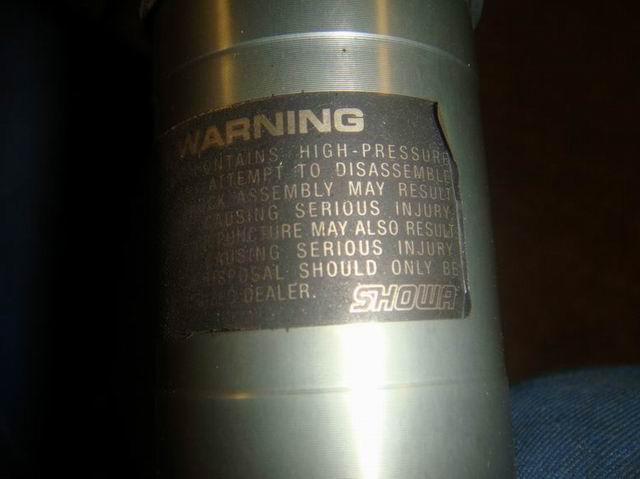 WARNING
CONTAINS HIGH-PRESSURE
ATTEMPT TO DISASSEMBLE
ASSEMBLY MAY RESULT
CAUSING SERIOUS INJURY.
PUNCTURE MAY ALSO RESULT
CAUSING SERIOUS INJURY.
DISPOSAL SHOULD ONLY BE
DEALER. SHOWA